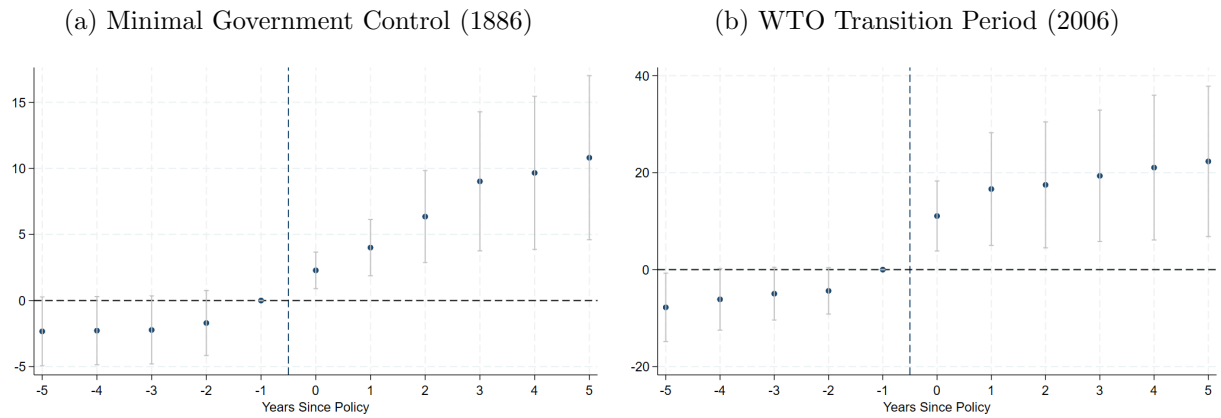 (a) Minimal Government Control (1886)
15
10
5
0
-5
-5 -4 -3 -2 -1 0 1 2 3 4 5
Years Since Policy
(b) WTO Transition Period (2006)
40
20
0
-20
-5 -4 -3 -2 -1 0 1 2 3 4 5
Years Since Policy